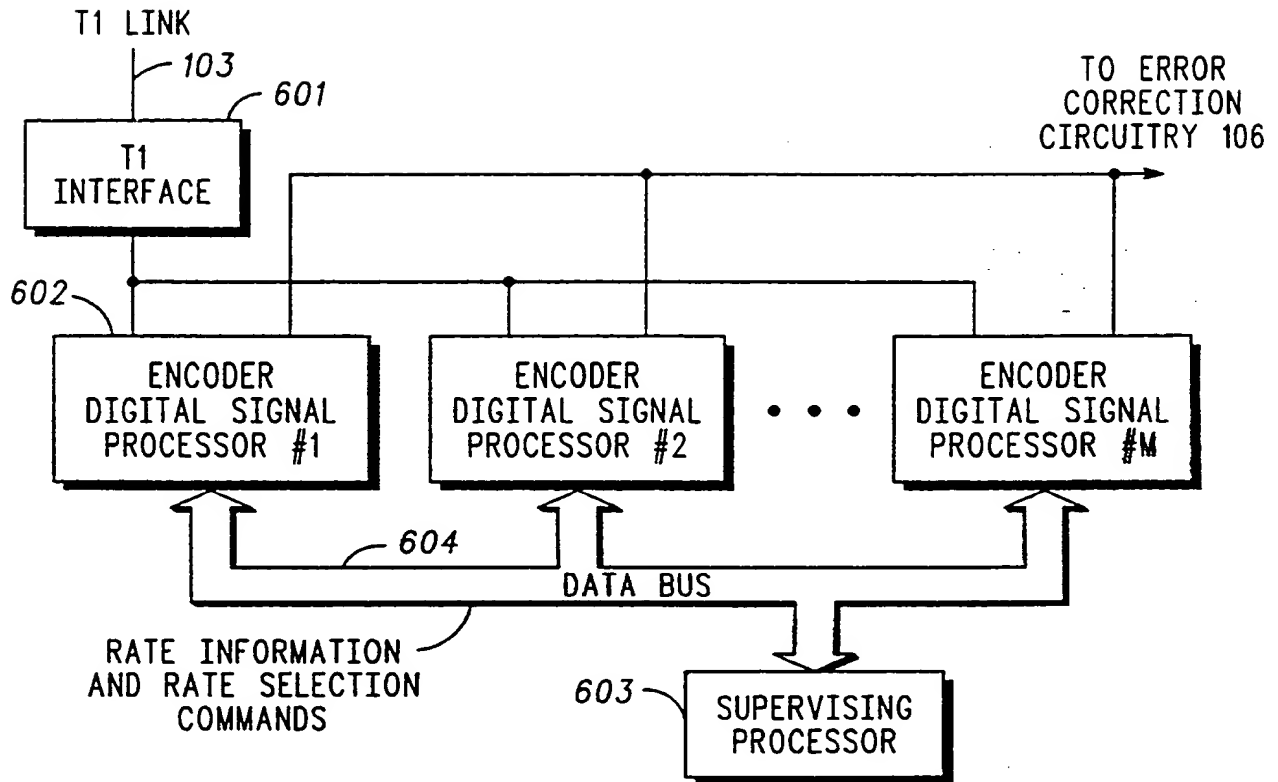 T1 LINK
103
601
T1
INTERFACE
TO ERROR
CORRECTION
CIRCUITRY 106
602
ENCODER
DIGITAL SIGNAL
PROCESSOR #1
ENCODER
DIGITAL SIGNAL
PROCESSOR #2
ENCODER
DIGITAL SIGNAL
PROCESSOR #M
604
DATA BUS
RATE INFORMATION
AND RATE SELECTION
COMMANDS
603
SUPERVISING
PROCESSOR